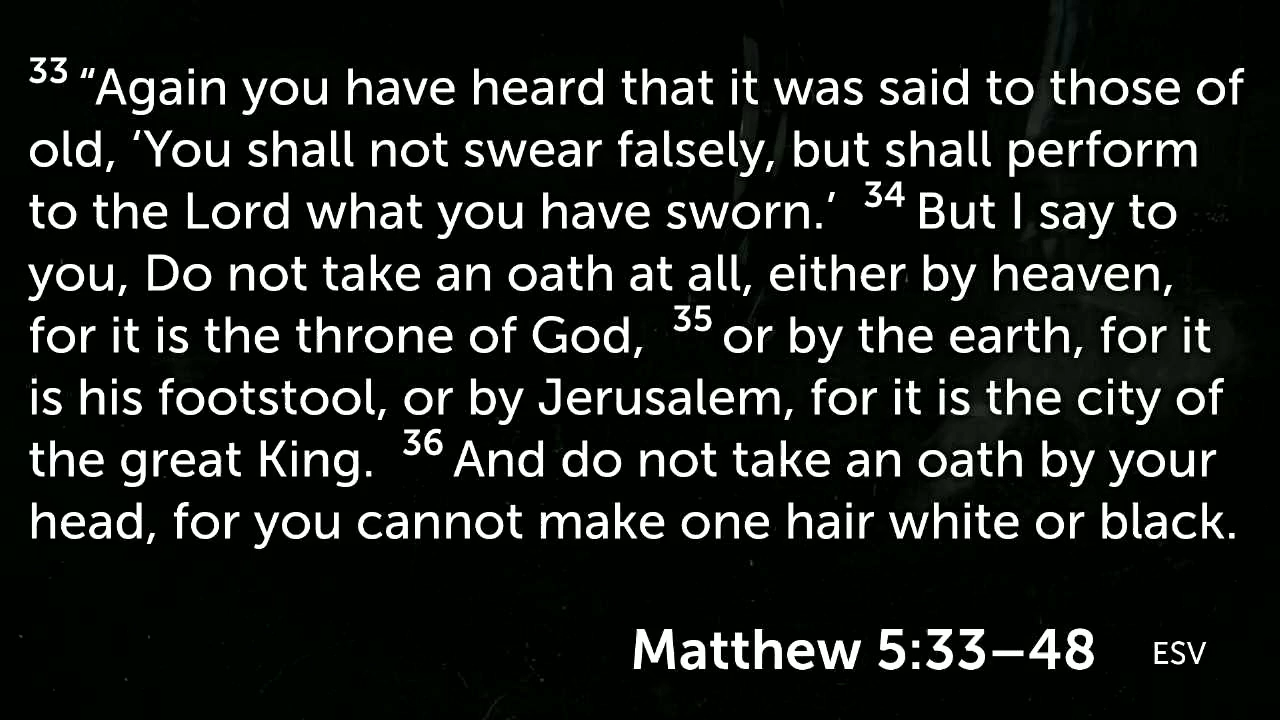 33 “Again you have heard that it was said to those of
old, ‘You shall not swear falsely, but shall perform
to the Lord what you have sworn.’ 34 But I say to
you, Do not take an oath at all, either by heaven,
for it is the throne of God, 35 or by the earth, for it
is his footstool, or by Jerusalem, for it is the city of
the great King. 36 And do not take an oath by your
head, for you cannot make one hair white or black.
Matthew 5:33–48 ESV